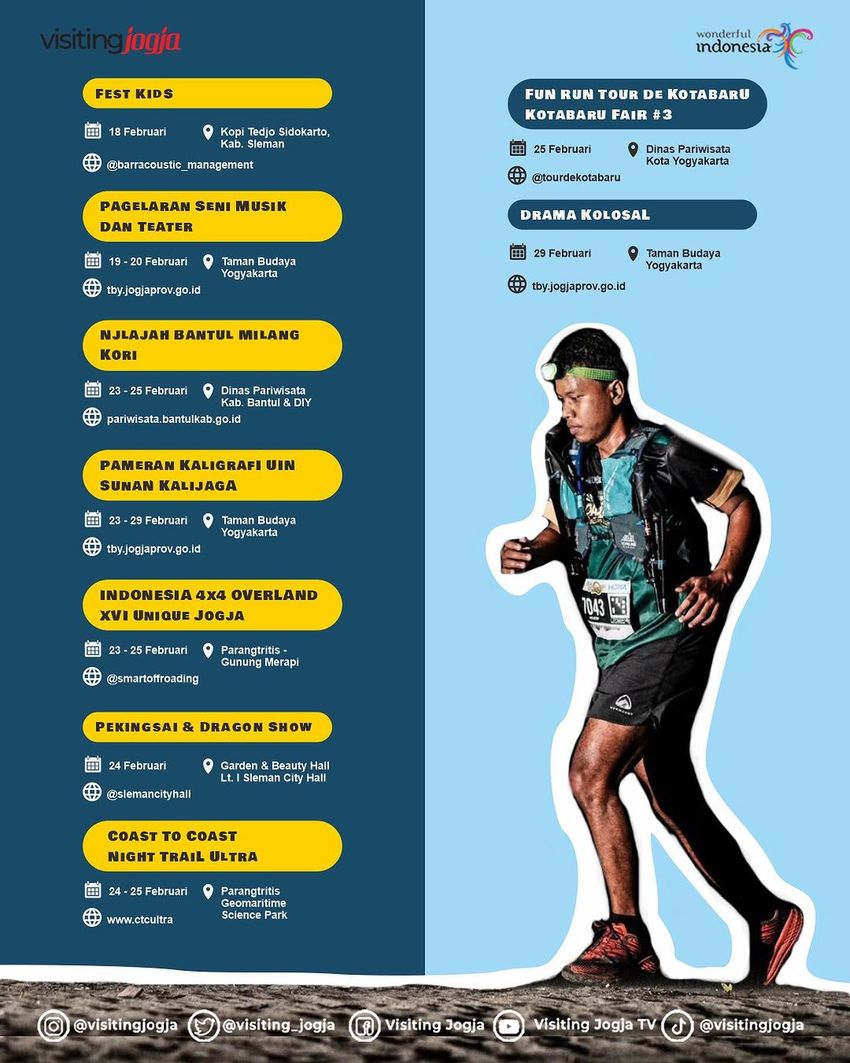 visitingjogja
wonderful
indonesia
FEST KIDS
18 Februari
Kopi Tedjo Sidokarto,
Kab. Sleman
@barracoustic_management
PAGELARAN SENI MUSIK
DAN TEATER
19 - 20 Februari
Taman Budaya
Yogyakarta
tby.jogjaprov.go.id
NJLAJAH BANTUL MILANG
KORI
23 - 25 Februari
Dinas Pariwisata
Kab. Bantul & DIY
pariwisata.bantulkab.go.id
PAMERAN KALIGRAFI UIN
SUNAN KALIJAGA
23 - 29 Februari
Taman Budaya
Yogyakarta
tby.jogjaprov.go.id
INDONESIA 4x4 OVERLAND
XVI UNIQUE JOGJA
23 - 25 Februari
Parangtritis -
Gunung Merapi
@smartoffroading
PEKINGSAI & DRAGON SHOW
24 Februari
Garden & Beauty Hall
Lt. I Sleman City Hall
@slemancityhall
COAST TO COAST
NIGHT TRAIL ULTRA
24 - 25 Februari
Parangtritis
Geomaritime
Science Park
www.ctcultra
FUN RUN TOUR DE KOTABARU
KOTABARU FAIR #3
25 Februari
Dinas Pariwisata
Kota Yogyakarta
@tourdekotabaru
DRAMA KOLOSAL
29 Februari
Taman Budaya
Yogyakarta
tby.jogjaprov.go.id
HOKA
7043
@visitingjogja
@visiting_jogja
Visiting Jogja
Visiting Jogja TV
@visitingjogja